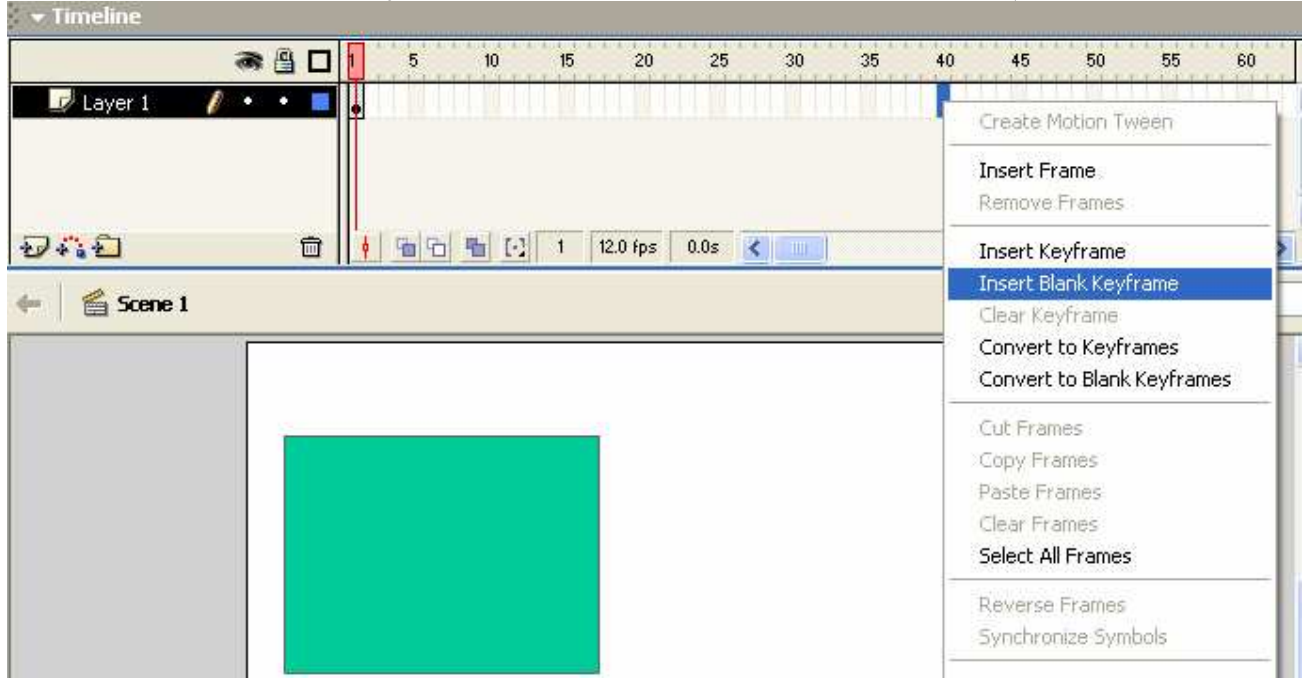 Timeline
1 5 10 15 20 25 30 35 40 45 50 55 60
Layer 1
Create Motion Tween
Insert Frame
Remove Frames
1 12.0 fps 0.0s
Insert Keyframe
Insert Blank Keyframe
Scene 1
Clear Keyframe
Convert to Keyframes
Convert to Blank Keyframes
Cut Frames
Copy Frames
Paste Frames
Clear Frames
Select All Frames
Reverse Frames
Synchronize Symbols